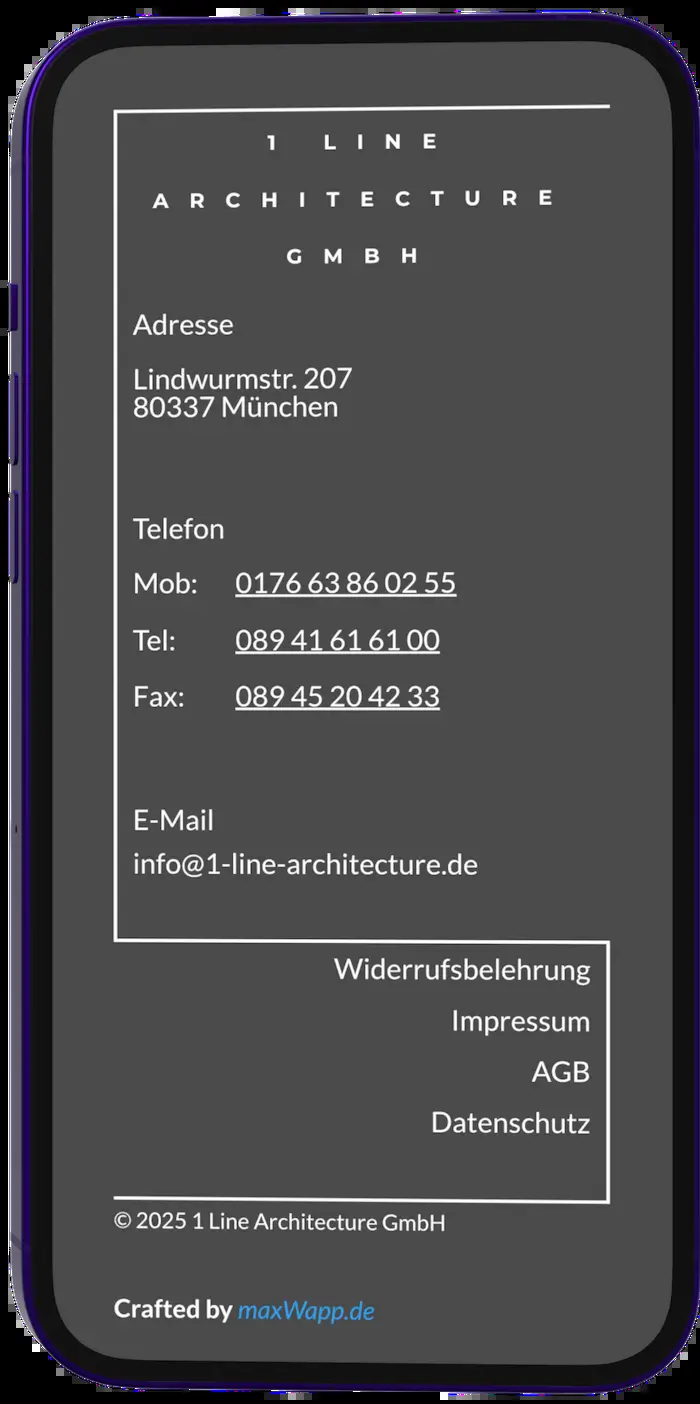 1 LINE
ARCHITECTURE
GMBH
Adresse
Lindwurmstr. 207
80337 München
Telefon
Mob: 0176 63 86 02 55
Tel: 089 41 61 61 00
Fax: 089 45 20 42 33
E-Mail
info@1-line-architecture.de
Widerrufsbelehrung
Impressum
AGB
Datenschutz
© 2025 1 Line Architecture GmbH
Crafted by maxWapp.de